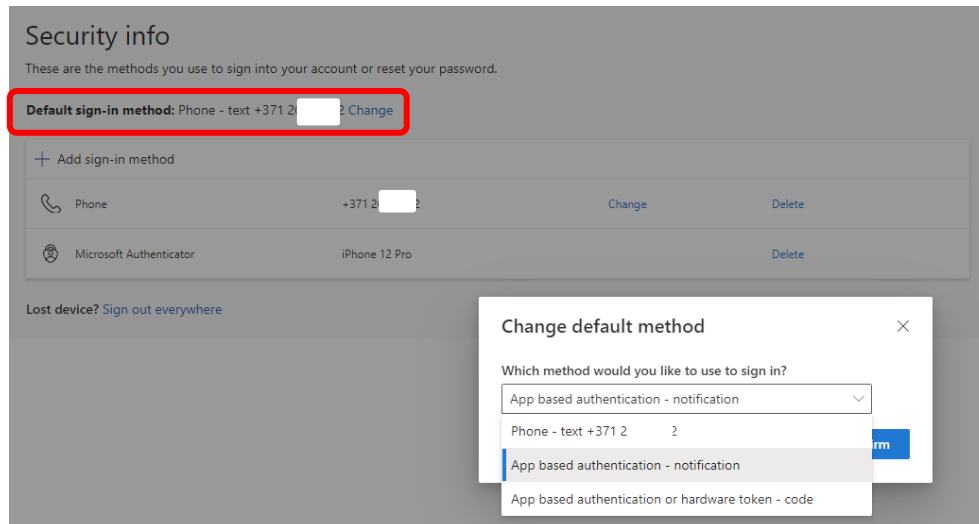 Security info
These are the methods you use to sign into your account or reset your password.
Default sign-in method: Phone - text +371 2 2 Change
+ Add sign-in method
Phone +371 2 2 Change Delete
Microsoft Authenticator iPhone 12 Pro Delete
Lost device? Sign out everywhere
Change default method
Which method would you like to use to sign in?
App based authentication - notification
Phone - text +371 2 2
App based authentication - notification
App based authentication or hardware token - code